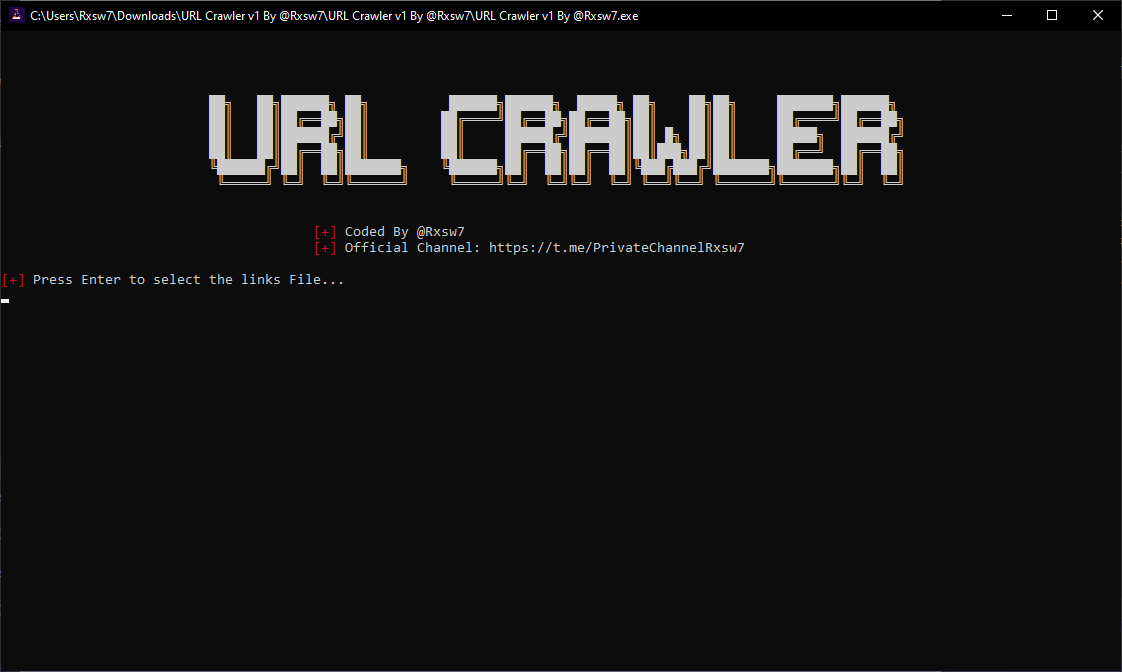 C:\Users\Rxsw7\Downloads\URL Crawler v1 By @Rxsw7\URL Crawler v1 By @Rxsw7\URL Crawler v1 By @Rxsw7.exe
URL CRAWLER
[+] Coded By @Rxsw7
[+] Official Channel: https://t.me/PrivateChannelRxsw7
[+] Press Enter to select the links File...